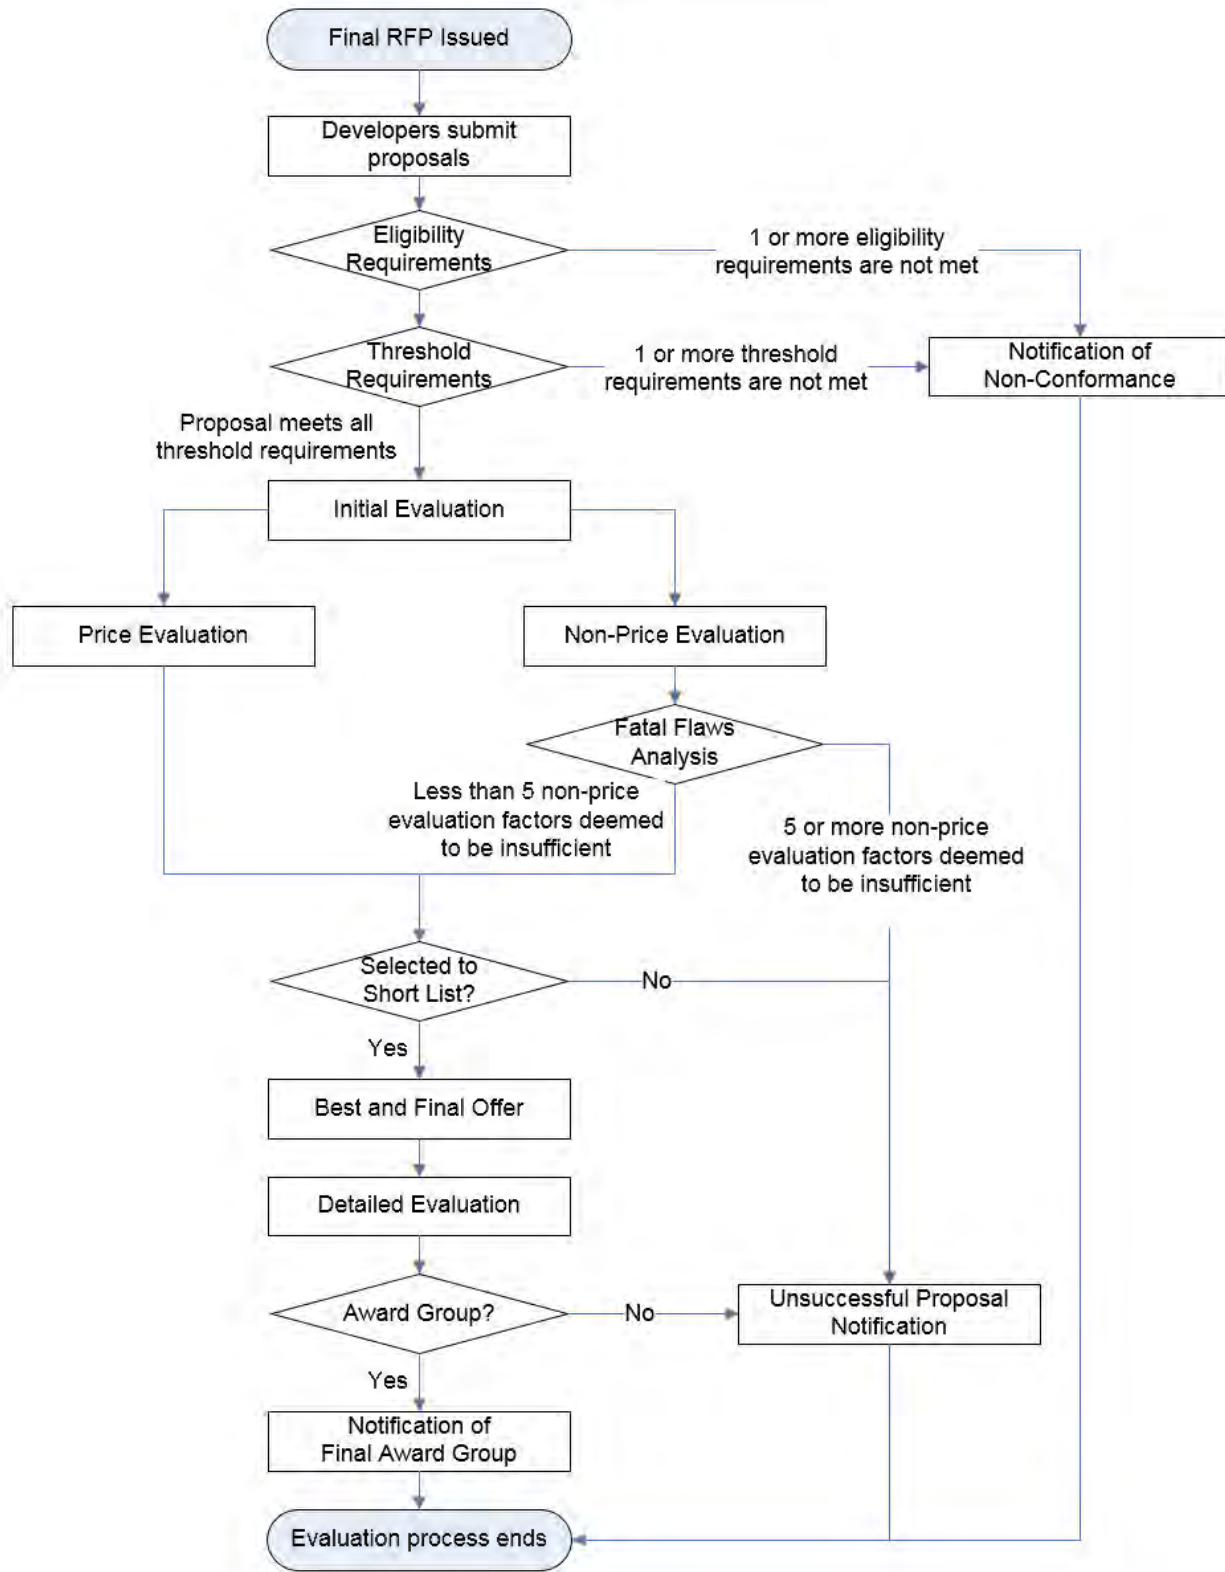 Final RFP Issued
Developers submit
proposals
Eligibility
Requirements
1 or more eligibility
requirements are not met
Threshold
Requirements
1 or more threshold
requirements are not met
Notification of
Non-Conformance
Proposal meets all
threshold requirements
Initial Evaluation
Price Evaluation
Non-Price Evaluation
Fatal Flaws
Analysis
Less than 5 non-price
evaluation factors deemed
to be insufficient
5 or more non-price
evaluation factors deemed
to be insufficient
Selected to
Short List?
No
Yes
Best and Final Offer
Detailed Evaluation
Award Group?
No
Unsuccessful Proposal
Notification
Yes
Notification of
Final Award Group
Evaluation process ends